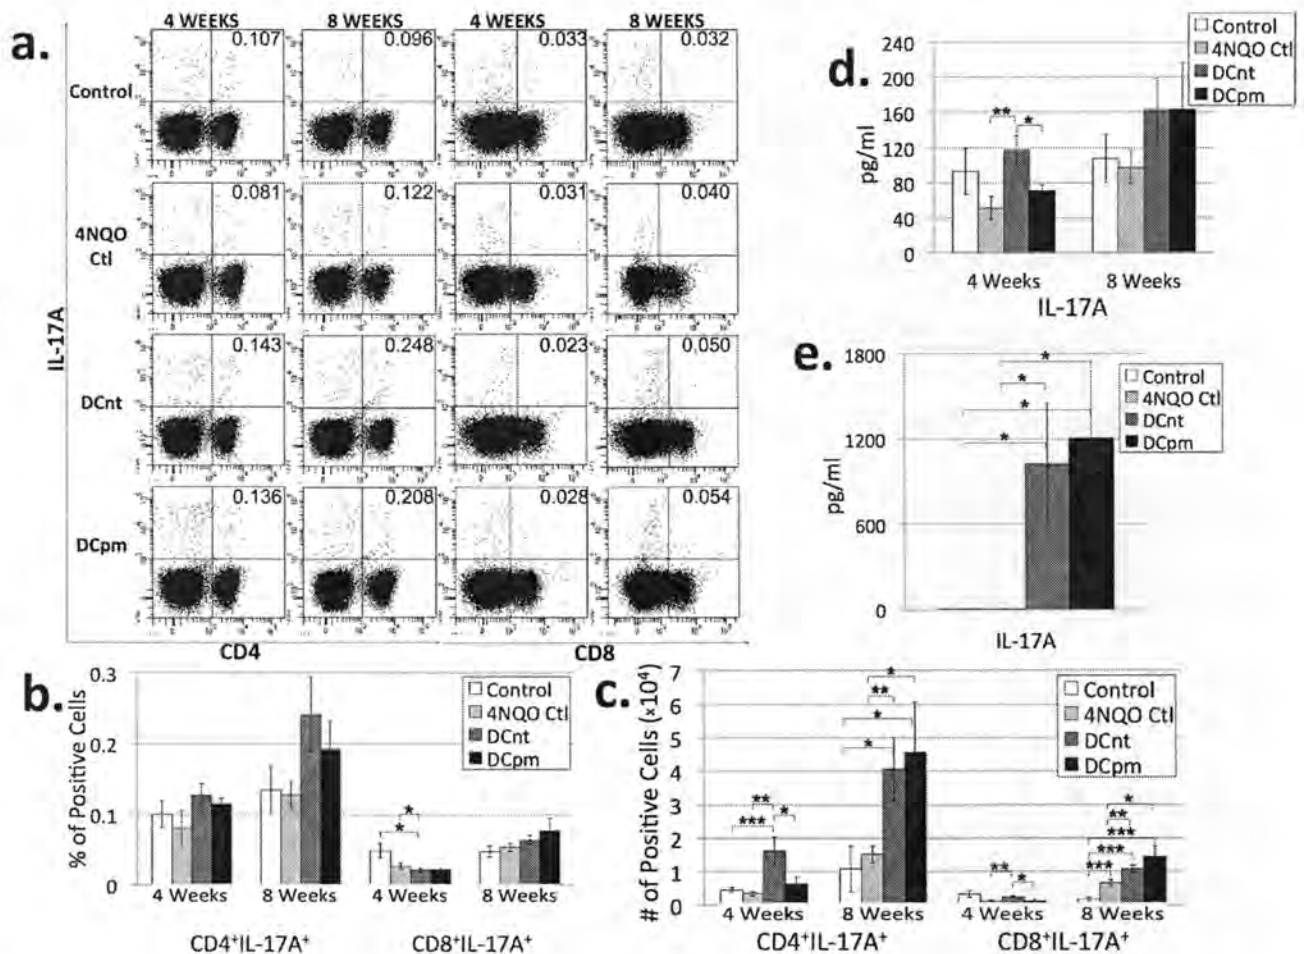 a.
4 WEEKS 8 WEEKS 4 WEEKS 8 WEEKS
Control
0.107 0.096 0.033 0.032
4NQO Ctl
0.081 0.122 0.031 0.040
DCnt
0.143 0.248 0.023 0.050
DCpm
0.136 0.208 0.028 0.054
IL-17A
CD4 CD8
d.
Control
4NQO Ctl
DCnt
DCpm
pg/ml
240
200
160
120
80
40
0
** *
4 Weeks 8 Weeks
IL-17A
e.
Control
4NQO Ctl
DCnt
DCpm
pg/ml
1800
1200
600
0
*
*
*
*
IL-17A
b.
Control
4NQO Ctl
DCnt
DCpm
% of Positive Cells
0.3
0.2
0.1
0
*
*
4 Weeks 8 Weeks 4 Weeks 8 Weeks
CD4⁺IL-17A⁺ CD8⁺IL-17A⁺
c.
Control
4NQO Ctl
DCnt
DCpm
# of Positive Cells (×10⁴)
7
6
5
4
3
2
1
0
** *
***
*
**
*
*
** *
*
**
***
***
***
4 Weeks 8 Weeks 4 Weeks 8 Weeks
CD4⁺IL-17A⁺ CD8⁺IL-17A⁺